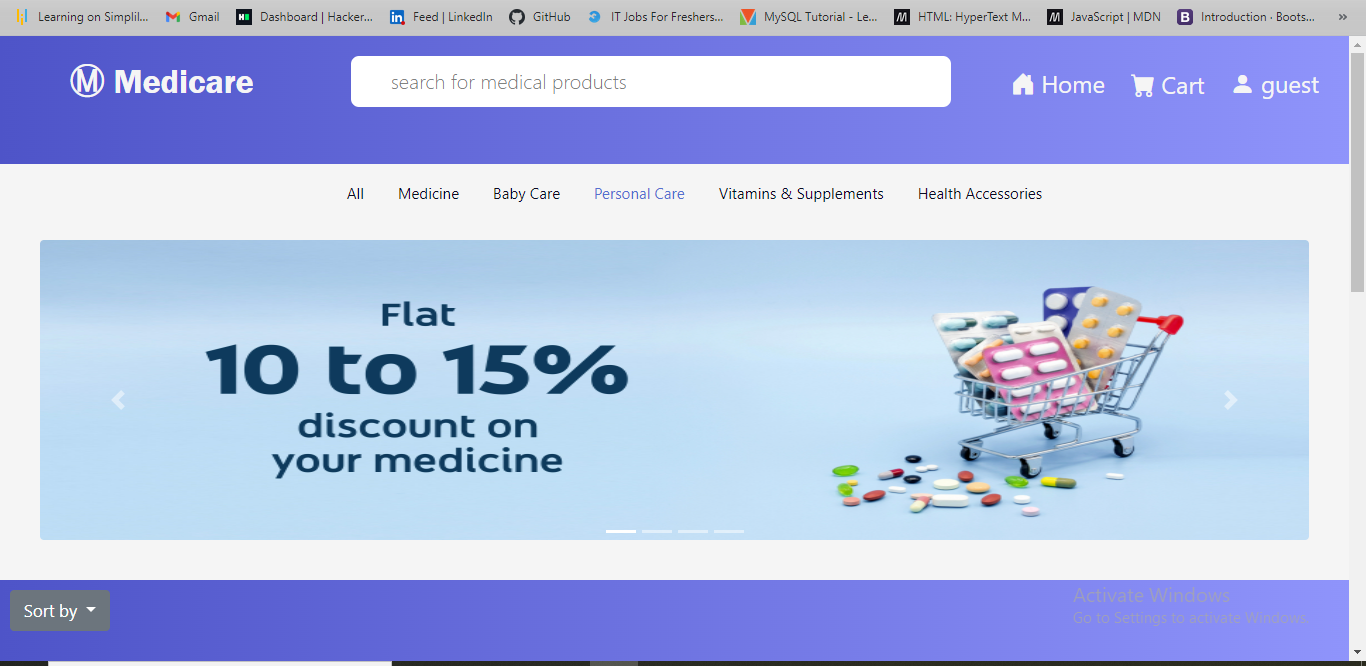 Learning on Simplil... Gmail Dashboard | Hacker... Feed | LinkedIn GitHub IT Jobs For Freshers... MySQL Tutorial - Le... HTML: HyperText M... JavaScript | MDN Introduction · Boots... »
M Medicare search for medical products Home Cart guest
All Medicine Baby Care Personal Care Vitamins & Supplements Health Accessories
Flat
10 to 15%
discount on
your medicine
Sort by
Activate Windows
Go to Settings to activate Windows.